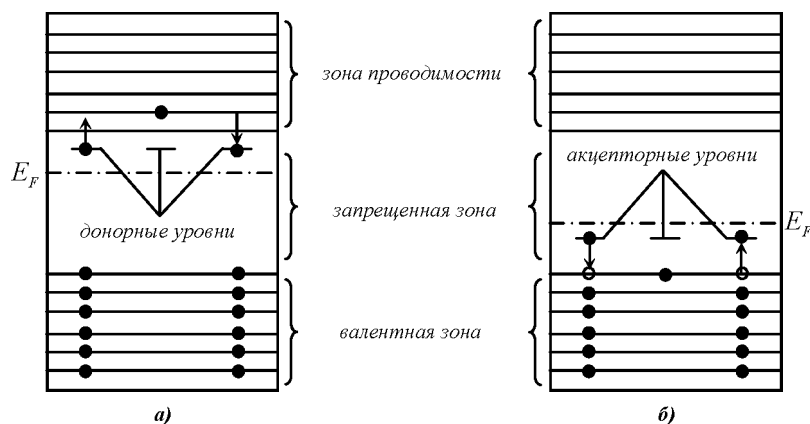 зона проводимости
акцепторные уровни
E_F
E_F
запрещенная зона
донорные уровни
валентная зона
а)
б)